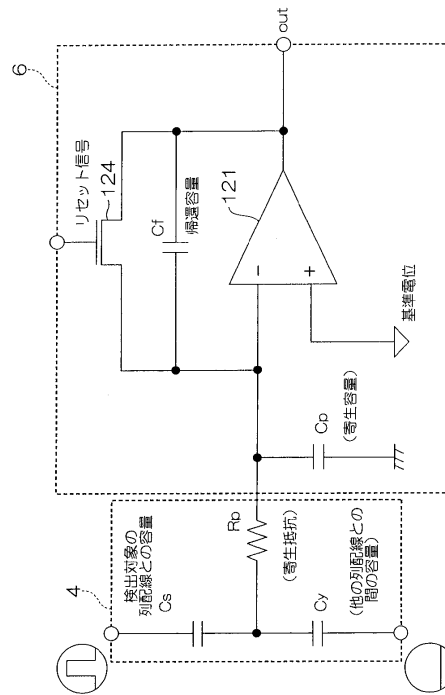 6
リセット信号
124
Cf
帰還容量
121
out
−
+
基準電位
Cp
(寄生容量)
4
検出対象の
列配線との容量
Cs
Rp
(寄生抵抗)
Cy
(他の列配線との
間の容量)